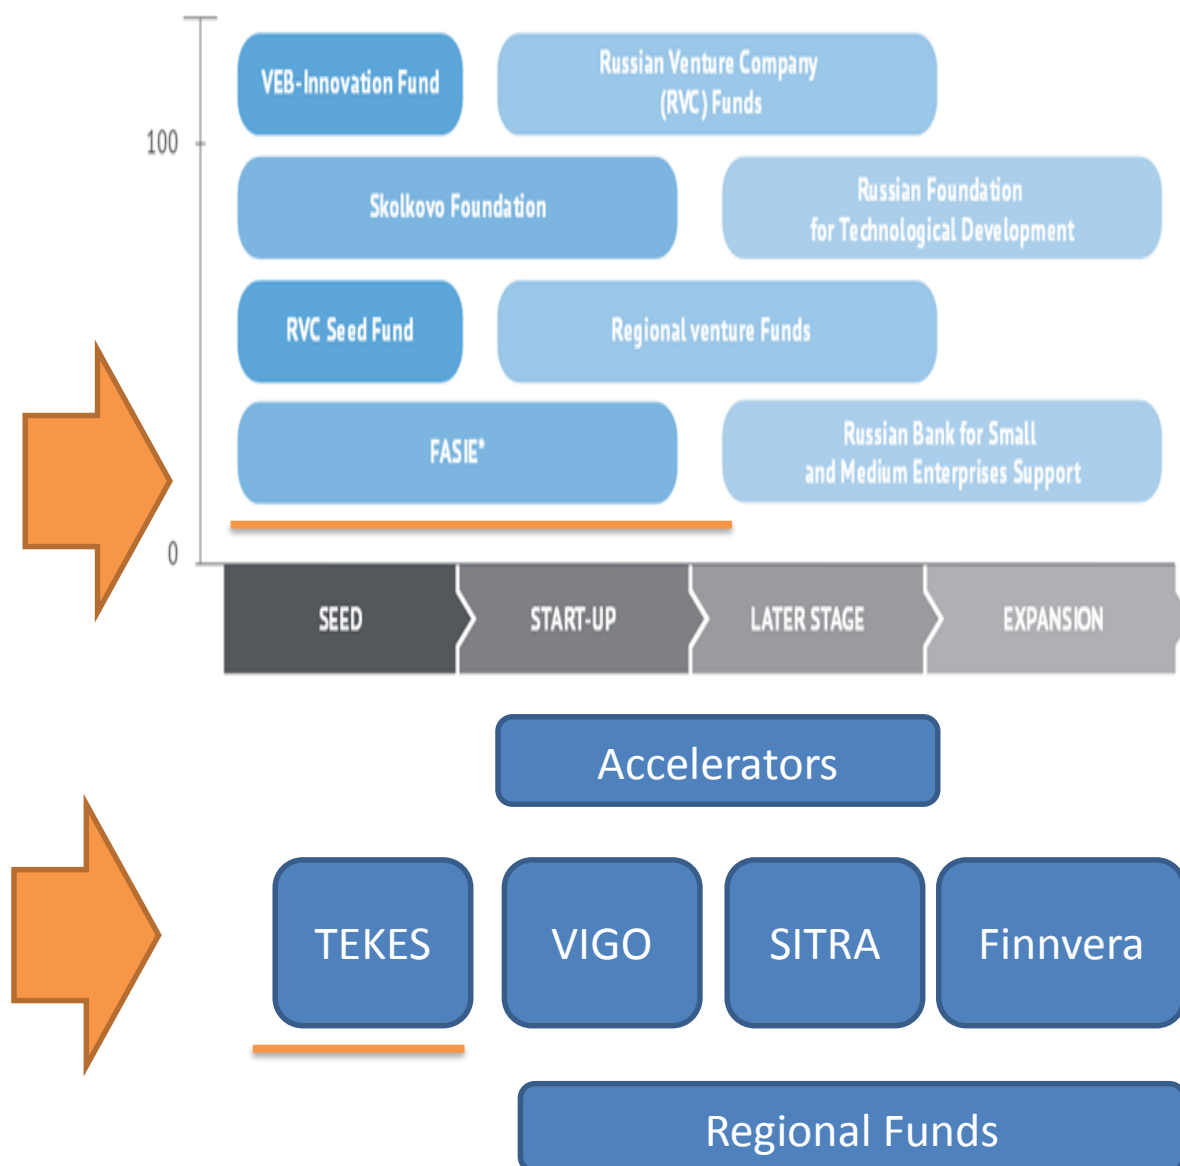 VEB-Innovation Fund
Russian Venture Company
(RVC) Funds
100
Skolkovo Foundation
Russian Foundation
for Technological Development
RVC Seed Fund
Regional venture Funds
FASIE*
Russian Bank for Small
and Medium Enterprises Support
0
SEED
START-UP
LATER STAGE
EXPANSION
Accelerators
TEKES
VIGO
SITRA
Finnvera
Regional Funds